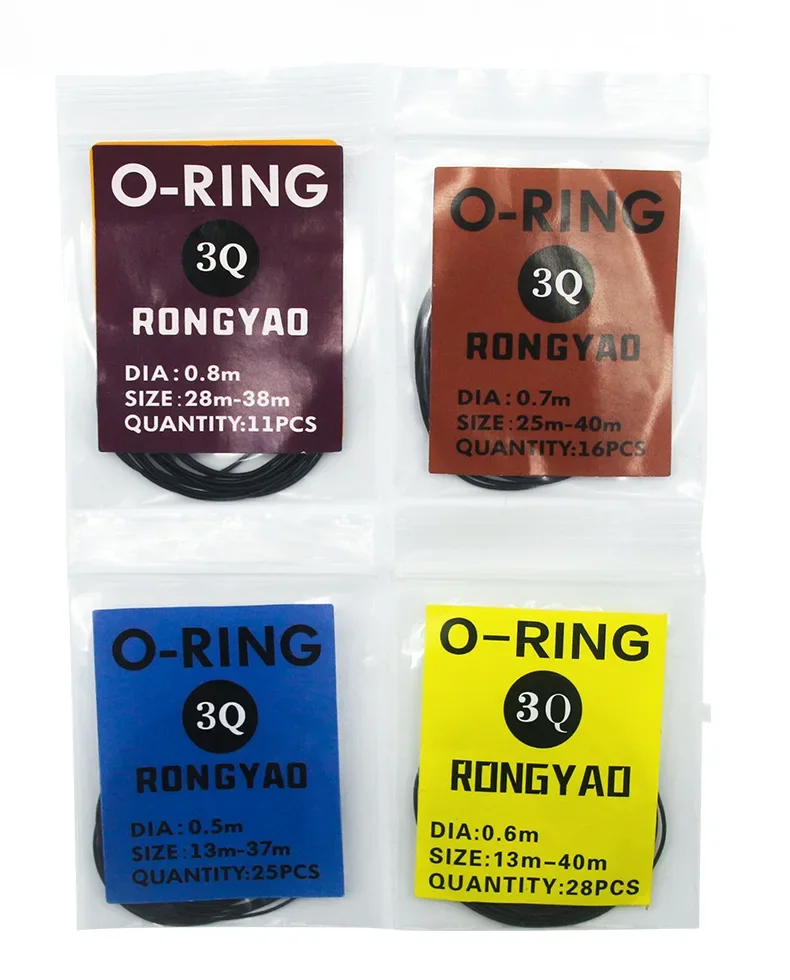 O-RING
3Q
RONGYAO
DIA:0.8m
SIZE:28m-38m
QUANTITY:11PCS
O-RING
3Q
RONGYAO
DIA:0.7m
SIZE:25m-40m
QUANTITY:16PCS
O-RING
3Q
RONGYAO
DIA:0.5m
SIZE:13m-37m
QUANTITY:25PCS
O-RING
3Q
RONGYAO
DIA:0.6m
SIZE:13m-40m
QUANTITY:28PCS